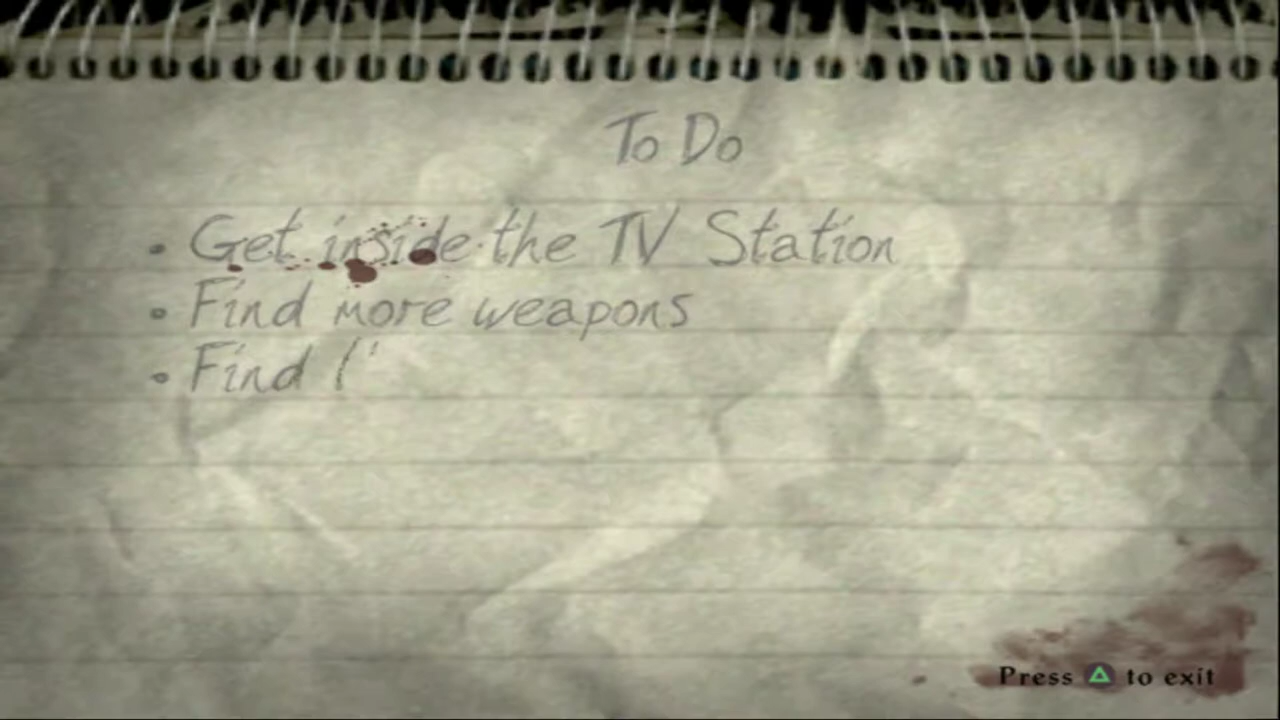 To Do
• Get inside the TV Station
• Find more weapons
• Find
Press to exit